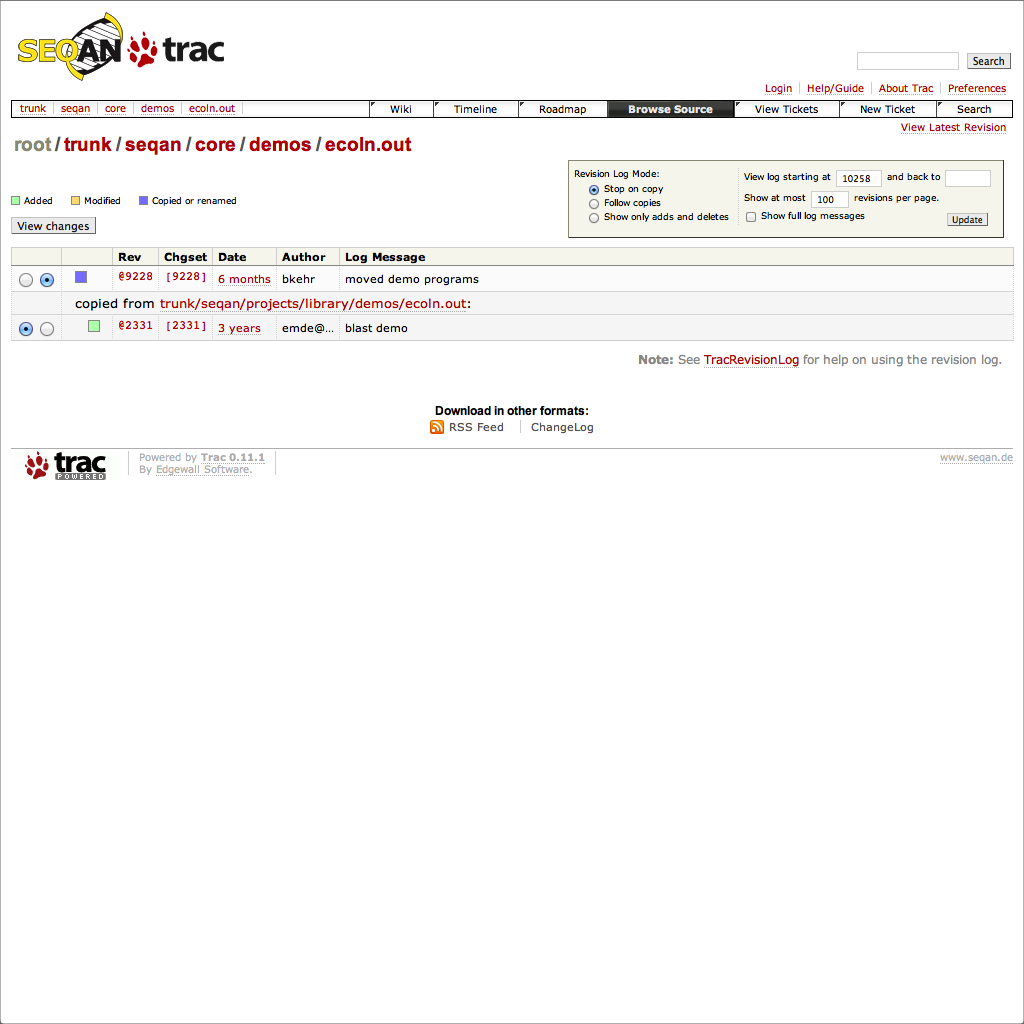 SEQAN trac
Search
Login Help/Guide About Trac Preferences
trunk seqan core demos ecoln.out Wiki Timeline Roadmap Browse Source View Tickets New Ticket Search
View Latest Revision
root/trunk/seqan/core/demos/ecoln.out
Revision Log Mode:
Stop on copy
Follow copies
Show only adds and deletes
View log starting at 10258 and back to
Show at most 100 revisions per page.
Show full log messages
Update
Added Modified Copied or renamed
View changes
Rev Chgset Date Author Log Message
@9228 [9228] 6 months bkehr moved demo programs
copied from trunk/seqan/projects/library/demos/ecoln.out:
@2331 [2331] 3 years emde@... blast demo
Note: See TracRevisionLog for help on using the revision log.
Download in other formats:
RSS Feed ChangeLog
trac
POWERED
Powered by Trac 0.11.1
By Edgewall Software.
www.seqan.de